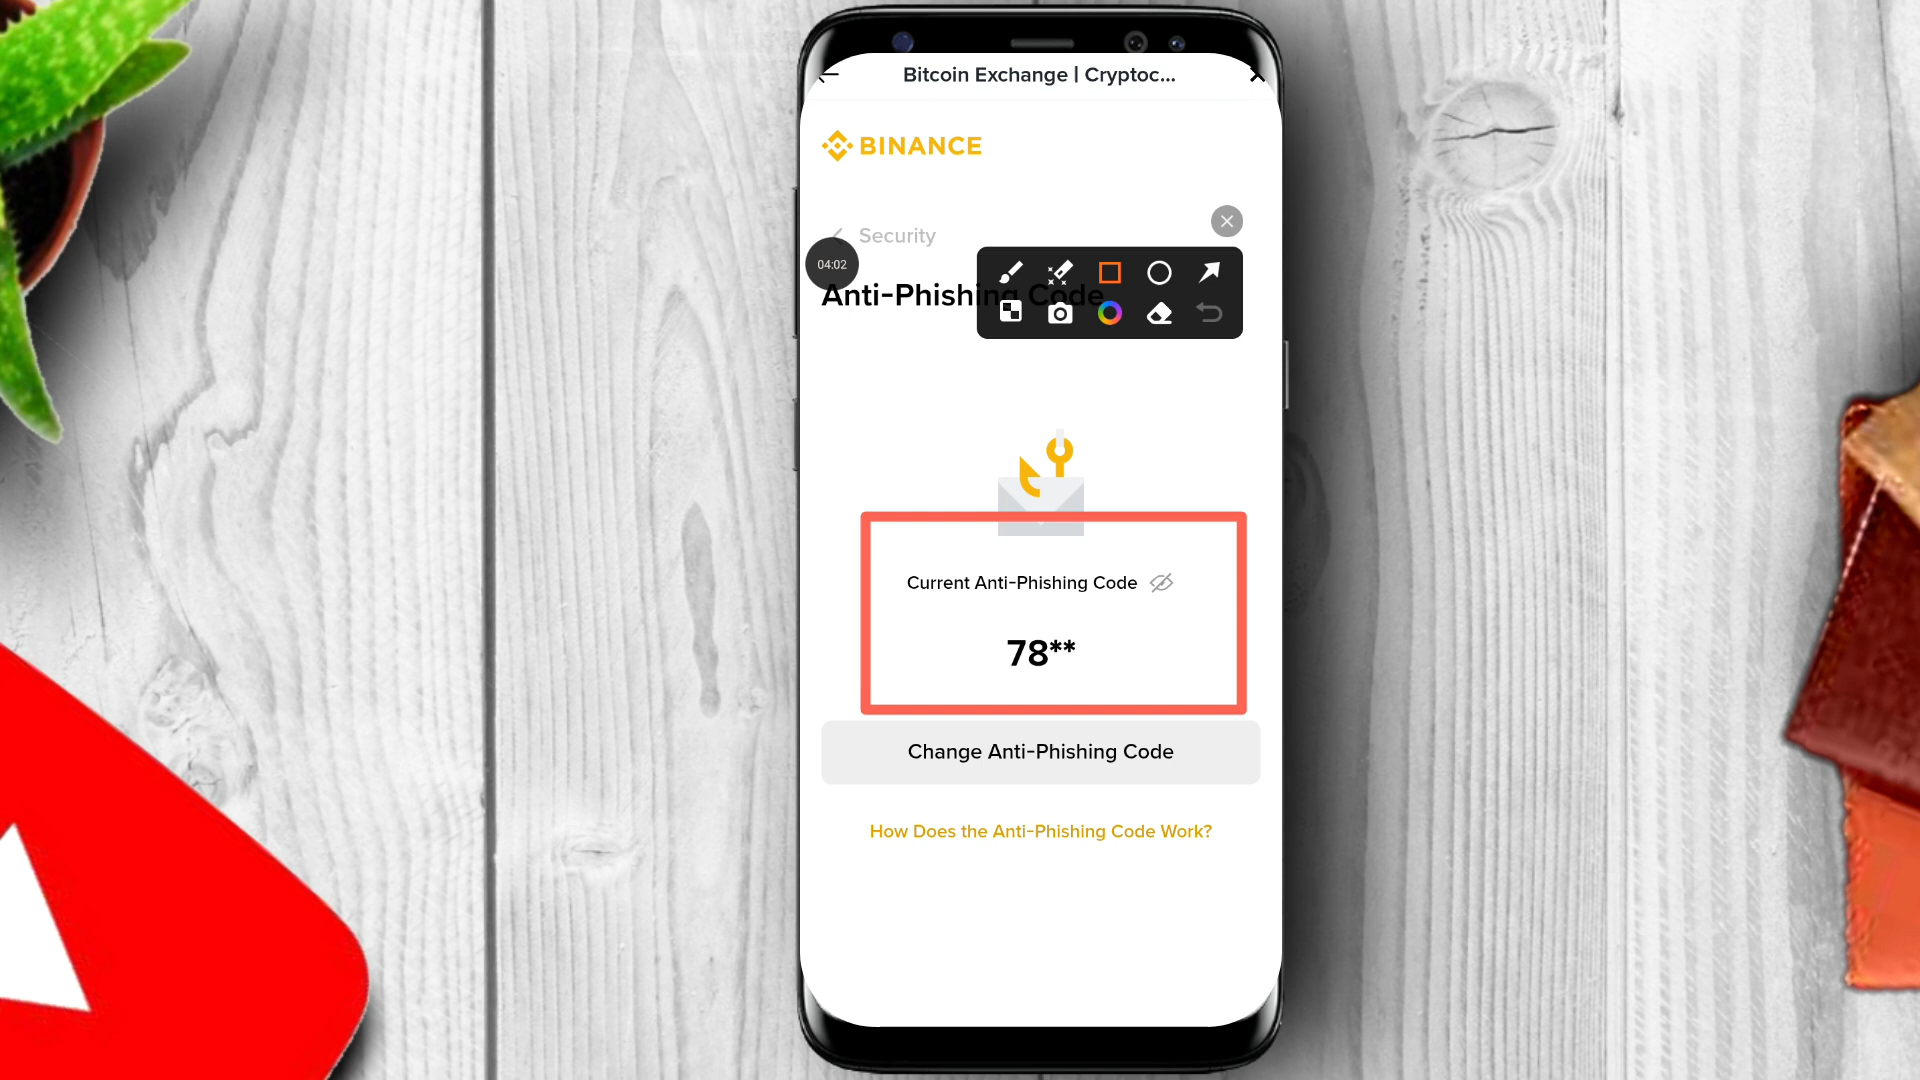 Bitcoin Exchange | Cryptoc...
BINANCE
Security
04:02
Anti-Phishing Code
Current Anti-Phishing Code
78**
Change Anti-Phishing Code
How Does the Anti-Phishing Code Work?